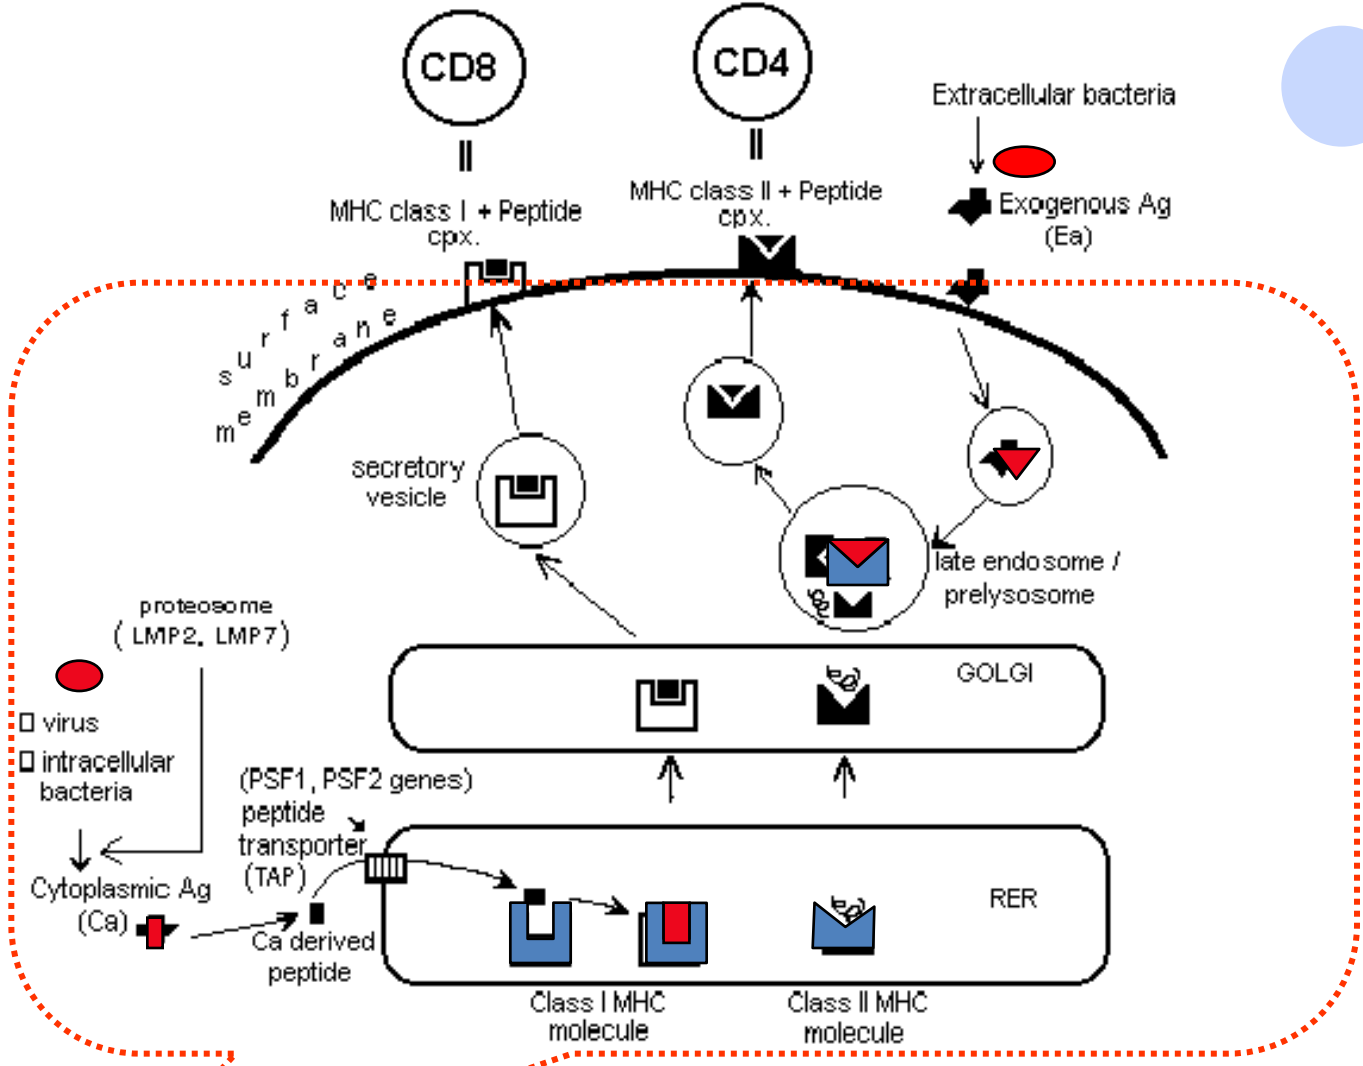 CD8
CD4
Extracellular bacteria
MHC class I + Peptide
cpx.
MHC class II + Peptide
cpx.
Exogenous Ag
(Ea)
surface
membrane
secretory
vesicle
late endosome /
prelysosome
proteosome
( LMP2, LMP7)
virus
intracellular
bacteria
GOLGI
(PSF1, PSF2 genes)
peptide
transporter
(TAP)
Cytoplasmic Ag
(Ca)
Ca derived
peptide
RER
Class I MHC
molecule
Class II MHC
molecule